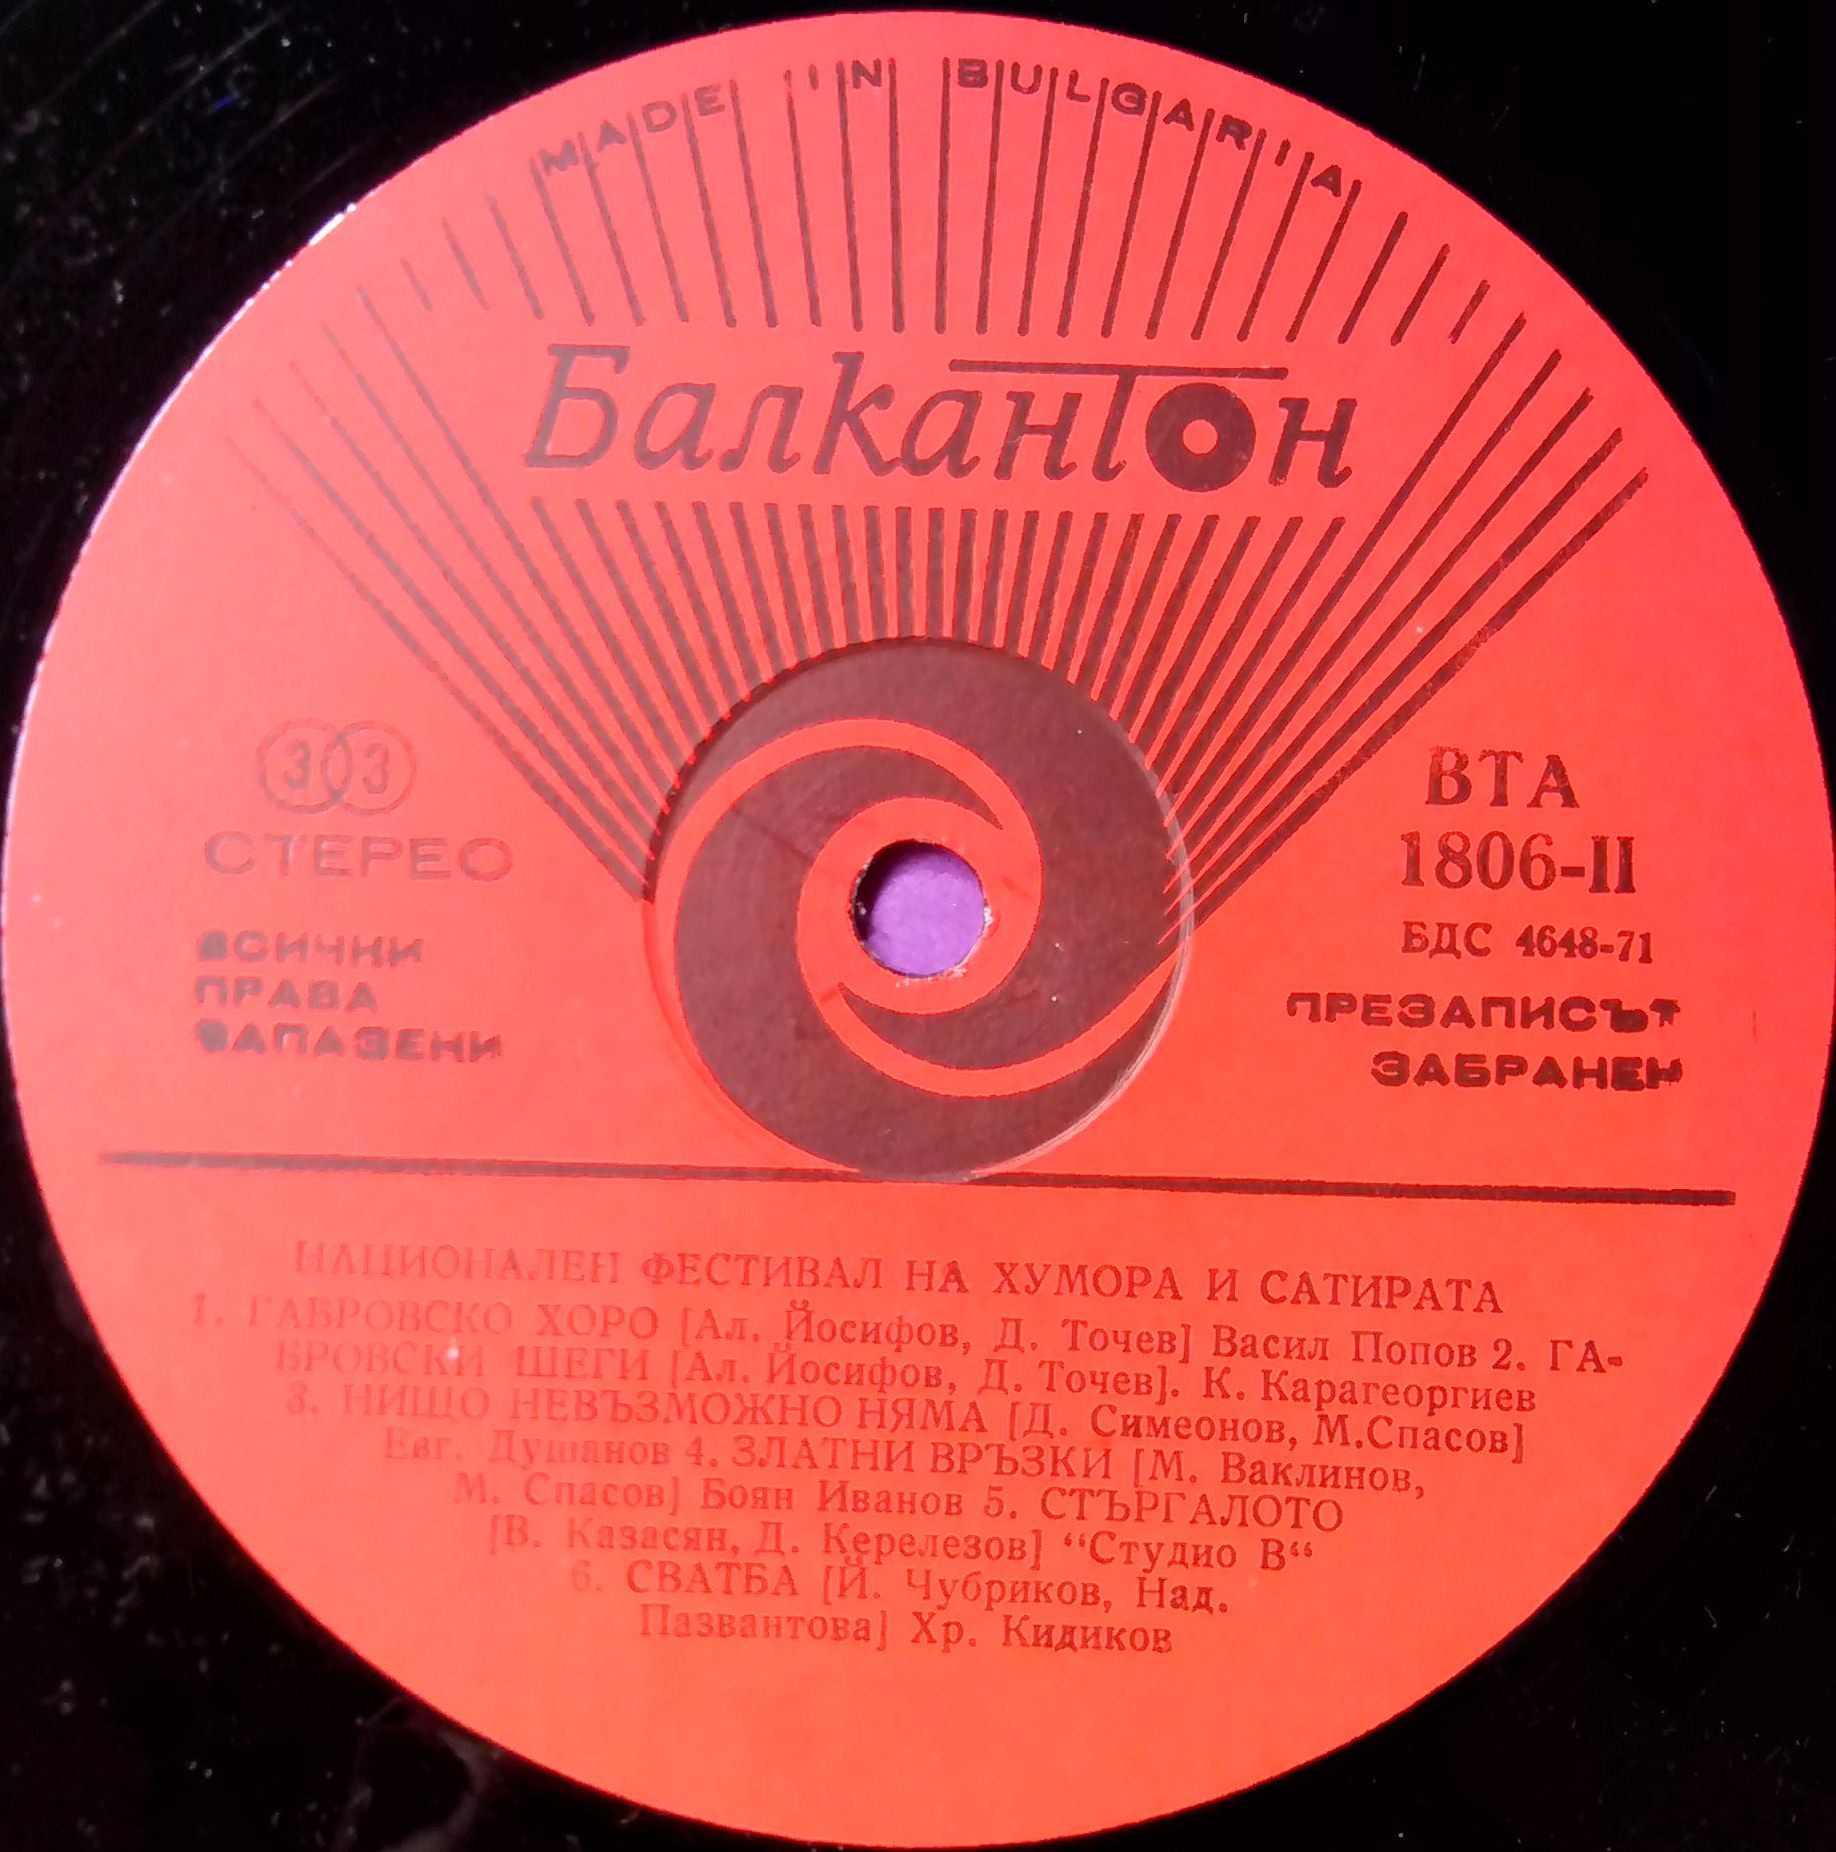 MADE IN BULGARIA
Балкантон
33
СТЕРЕО
ВСИЧКИ
ПРАВА
ЗАПАЗЕНИ
ВТА
1806-II
БДС 4648-71
ПРЕЗАПИСЪТ
ЗАБРАНЕН
НАЦИОНАЛЕН ФЕСТИВАЛ НА ХУМОРА И САТИРАТА
1. ГАБРОВСКО ХОРО [Ал. Йосифов, Д. Точев] Васил Попов 2. ГА-
БРОВСКИ ШЕГИ [Ал. Йосифов, Д. Точев]. К. Карагеоргиев
3. НИЩО НЕВЪЗМОЖНО НЯМА [Д. Симеонов, М.Спасов]
Евг. Душанов 4. ЗЛАТНИ ВРЪЗКИ [М. Ваклинов,
М. Спасов] Боян Иванов 5. СТЪРГАЛОТО
[В. Казасян, Д. Керелезов] “Студио В“
6. СВАТБА [Й. Чубриков, Над.
Пазвантова] Хр. Кидиков